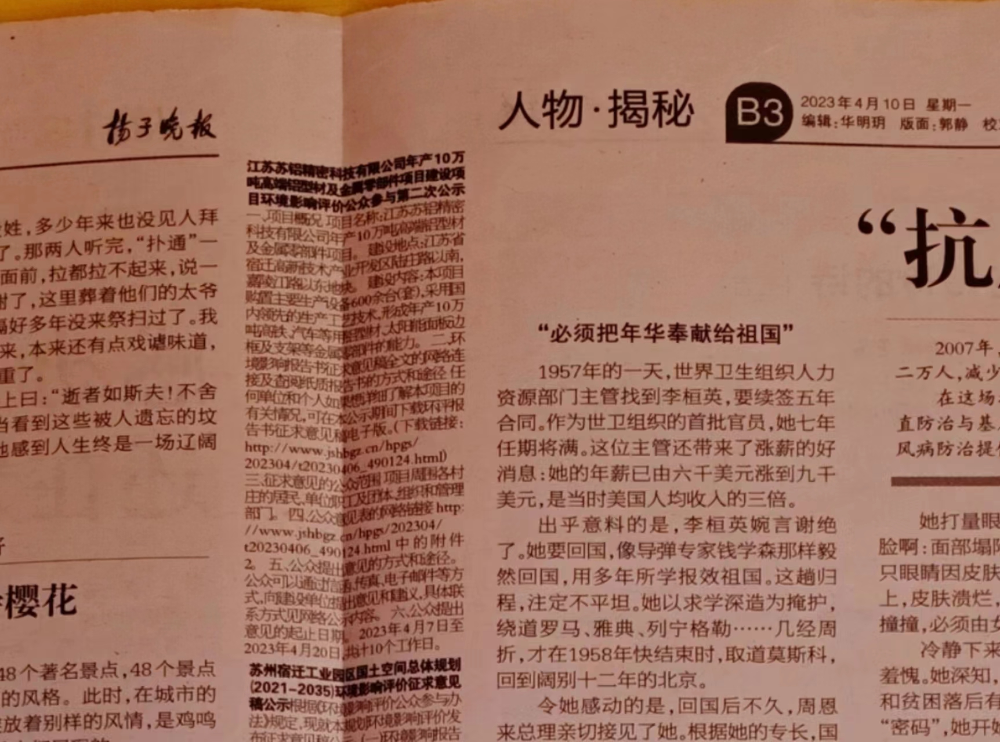 扬子晚报
姓，多少年来也没见人拜
了。那两人听完，“扑通”一
面前，拉都拉不起来，说一
谢了，这里葬着他们的太爷
好多年没来祭扫过了。我
来，本来还有点戏谑味道，
重了。
上曰：“逝者如斯夫！不舍
当看到这些被人遗忘的坟
他感到人生终是一场辽阔
樱花
48个著名景点，48个景点
的风格。此时，在城市的
放着别样的风情，是鸡鸣
江苏苏铝精密科技有限公司年产10万
吨高端铝型材及金属零部件项目建设项
目环境影响评价公众参与第二次公示
一、项目概况 项目名称：江苏苏铝精密
科技有限公司年产10万吨高端铝型材
及金属零部件项目。 建设地点：江苏省
宿迁高新技术产业开发区陆庄路以南，
嘉陵江路以东地块。 建设内容：本项目
购置主要生产设备600余台（套），采用国
内领先的生产工艺技术，形成年产10万
吨高铁、汽车等用铝型材、太阳能面板边
框及支架等金属零部件的能力。 二、环
境影响报告书征求意见稿全文的网络连
接及查阅纸质报告书的方式和途径 任
何单位和个人如果想详细了解本项目的
有关情况，可在本公示期间下载环评报
告书征求意见稿电子版。（下载链接：
http://www.jshbgz.cn/hpgs/
202304/t20230406_490124.html）
三、征求意见的公众范围 项目周围各村
庄的居民、单位职工及团体、组织和管理
部门。 四、公众意见表的网络链接 http:
//www.jshbgz.cn/hpgs/202304/
t20230406_490124.html 中的附件
2。 五、公众提出意见的方式和途径。
公众可以通过信函、传真、电子邮件等方
式，向建设单位提出意见和建议，具体联
系方式见网络公示内容。 六、公众提出
意见的起止日期。 2023年4月7日至
2023年4月20日，共计10个工作日。
苏州宿迁工业园区国土空间总体规划
(2021-2035)环境影响评价征求意见
稿公示根据《环境影响评价公众参与办
法》规定，现就本规划环境影响评价发
布征求意见稿公示 （一）环境影响报告
人物·揭秘
B3
2023年4月10日 星期一
编辑：华明玥 版面：郭静 校
“抗
“必须把年华奉献给祖国”
1957年的一天，世界卫生组织人力
资源部门主管找到李桓英，要续签五年
合同。作为世卫组织的首批官员，她七年
任期将满。这位主管还带来了涨薪的好
消息：她的年薪已由六千美元涨到九千
美元，是当时美国人均收入的三倍。
出乎意料的是，李桓英婉言谢绝
了。她要回国，像导弹专家钱学森那样毅
然回国，用多年所学报效祖国。这趟归
程，注定不平坦。她以求学深造为掩护，
绕道罗马、雅典、列宁格勒……几经周
折，才在1958年快结束时，取道莫斯科，
回到阔别十二年的北京。
令她感动的是，回国后不久，周恩
来总理亲切接见了她。根据她的专长，国
2007年，
二万人，减少
在这场
直防治与基
风病防治提
她打量眼
脸啊：面部塌
只眼睛因皮肤
上，皮肤溃烂，
撞撞，必须由
冷静下来
羞愧。她深知，
和贫困落后有
“密码”，她开